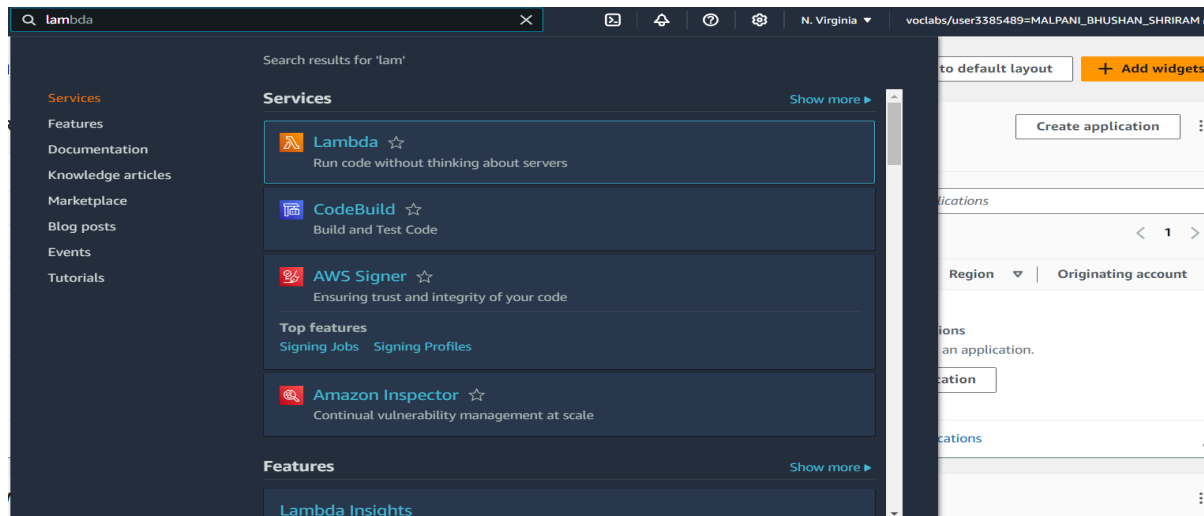 lambda
N. Virginia ▼
voclabs/user3385489=MALPANI_BHUSHAN_SHRIRAM
Search results for 'lam'
Services
Features
Documentation
Knowledge articles
Marketplace
Blog posts
Events
Tutorials
Services
Show more ▶
Lambda
Run code without thinking about servers
CodeBuild
Build and Test Code
AWS Signer
Ensuring trust and integrity of your code
Top features
Signing Jobs Signing Profiles
Amazon Inspector
Continual vulnerability management at scale
Features
Show more ▶
Lambda Insights
to default layout
+ Add widgets
Create application
lications
< 1 >
Region
Originating account
ions
an application.
cation
cations